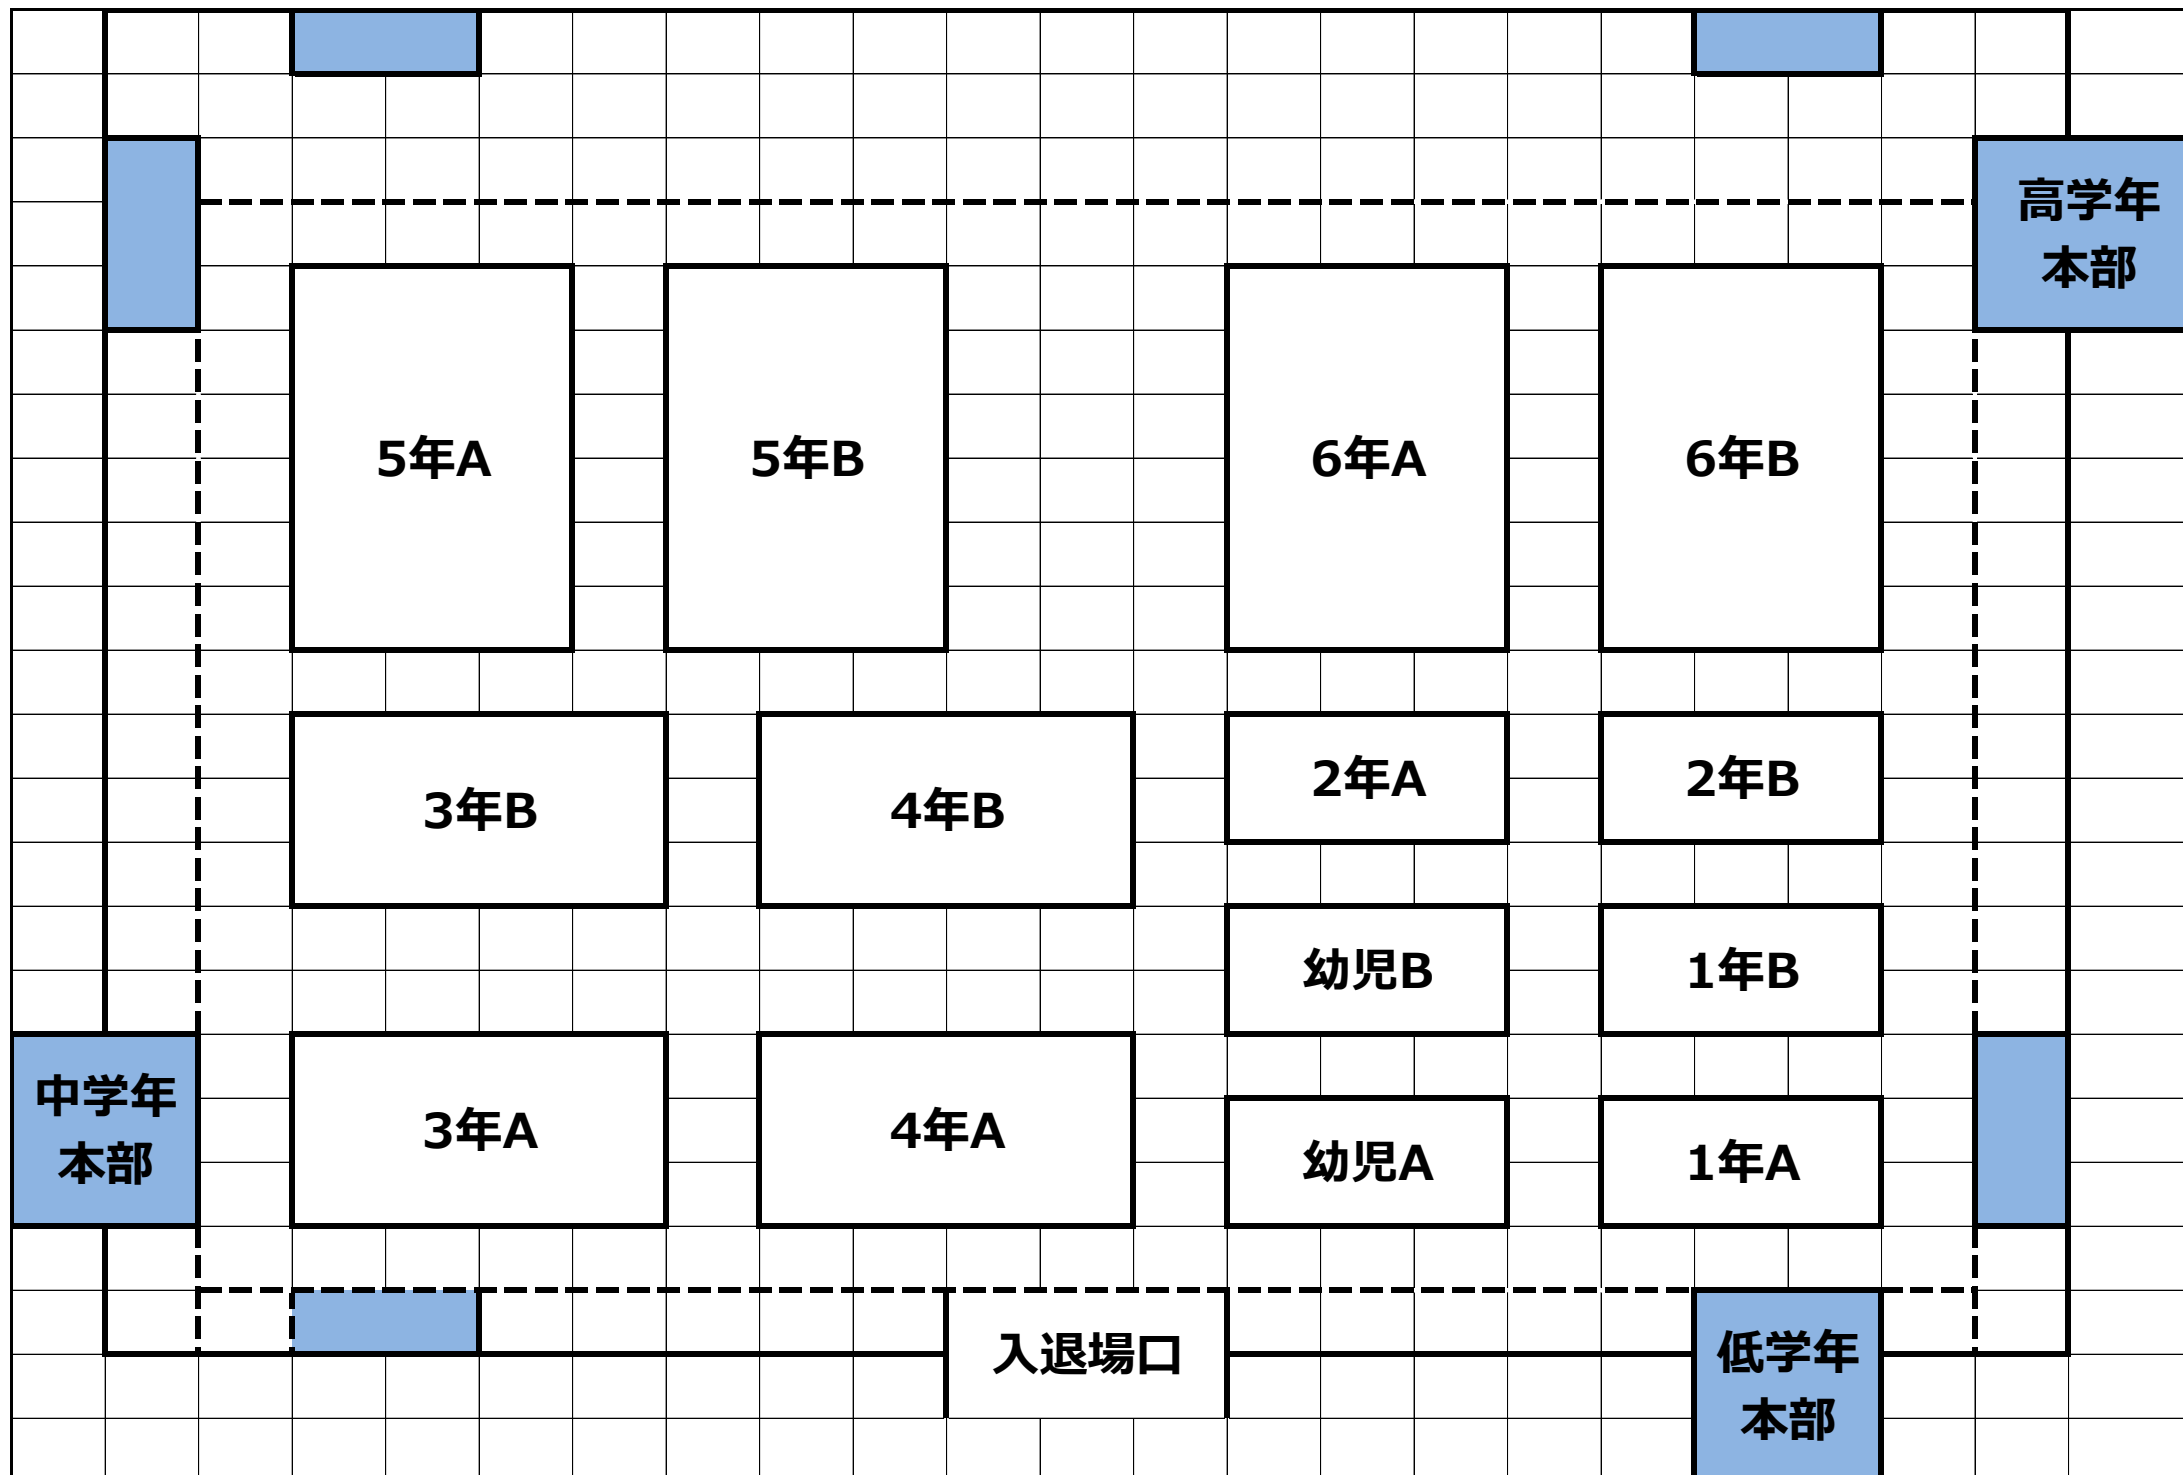 高学年
本部
5年A
5年B
6年A
6年B
3年B
4年B
2年A
2年B
幼児B
1年B
中学年
本部
3年A
4年A
幼児A
1年A
入退場口
低学年
本部